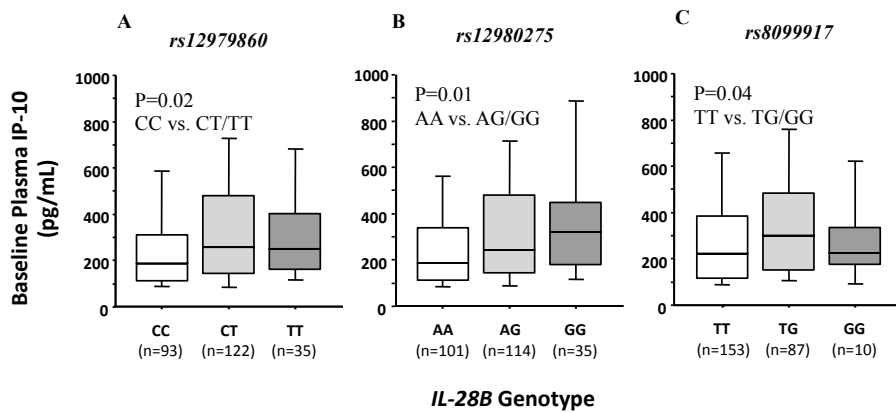 A
rs12979860
B
rs12980275
C
rs8099917
Baseline Plasma IP-10
(pg/mL)
1000
800
600
400
200
0
P=0.02
CC vs. CT/TT
CC
CT
TT
(n=93)
(n=122)
(n=35)
1000
800
600
400
200
0
P=0.01
AA vs. AG/GG
AA
AG
GG
(n=101)
(n=114)
(n=35)
1000
800
600
400
200
0
P=0.04
TT vs. TG/GG
TT
TG
GG
(n=153)
(n=87)
(n=10)
IL-28B Genotype